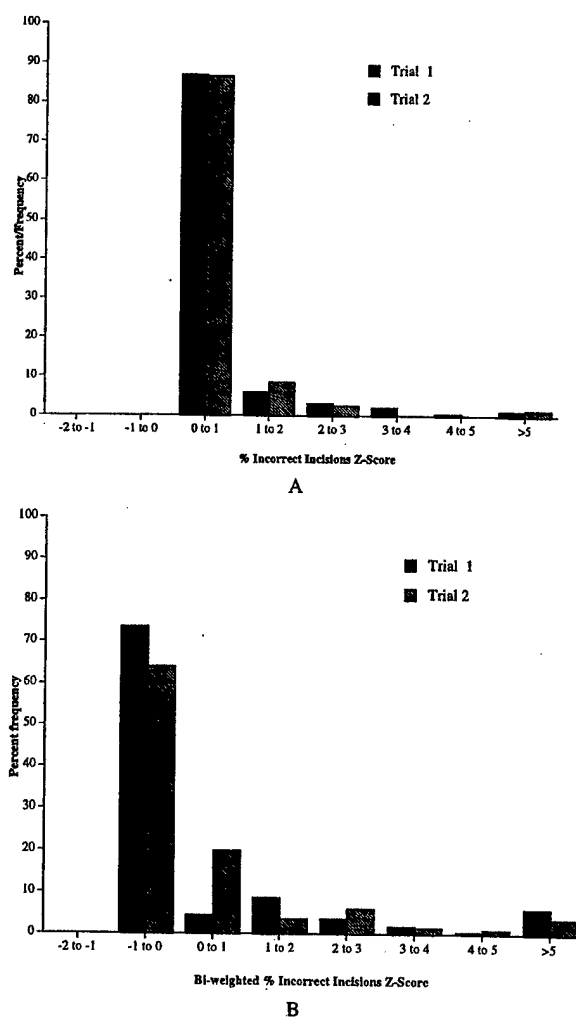 100
90
80
70
60
50
40
30
20
10
0
Percent/Frequency
Trial 1
Trial 2
-2 to -1 -1 to 0 0 to 1 1 to 2 2 to 3 3 to 4 4 to 5 >5
% Incorrect Incisions Z-Score
A
100
90
80
70
60
50
40
30
20
10
0
Percent frequency
Trial 1
Trial 2
-2 to -1 -1 to 0 0 to 1 1 to 2 2 to 3 3 to 4 4 to 5 >5
Bi-weighted % Incorrect Incisions Z-Score
B